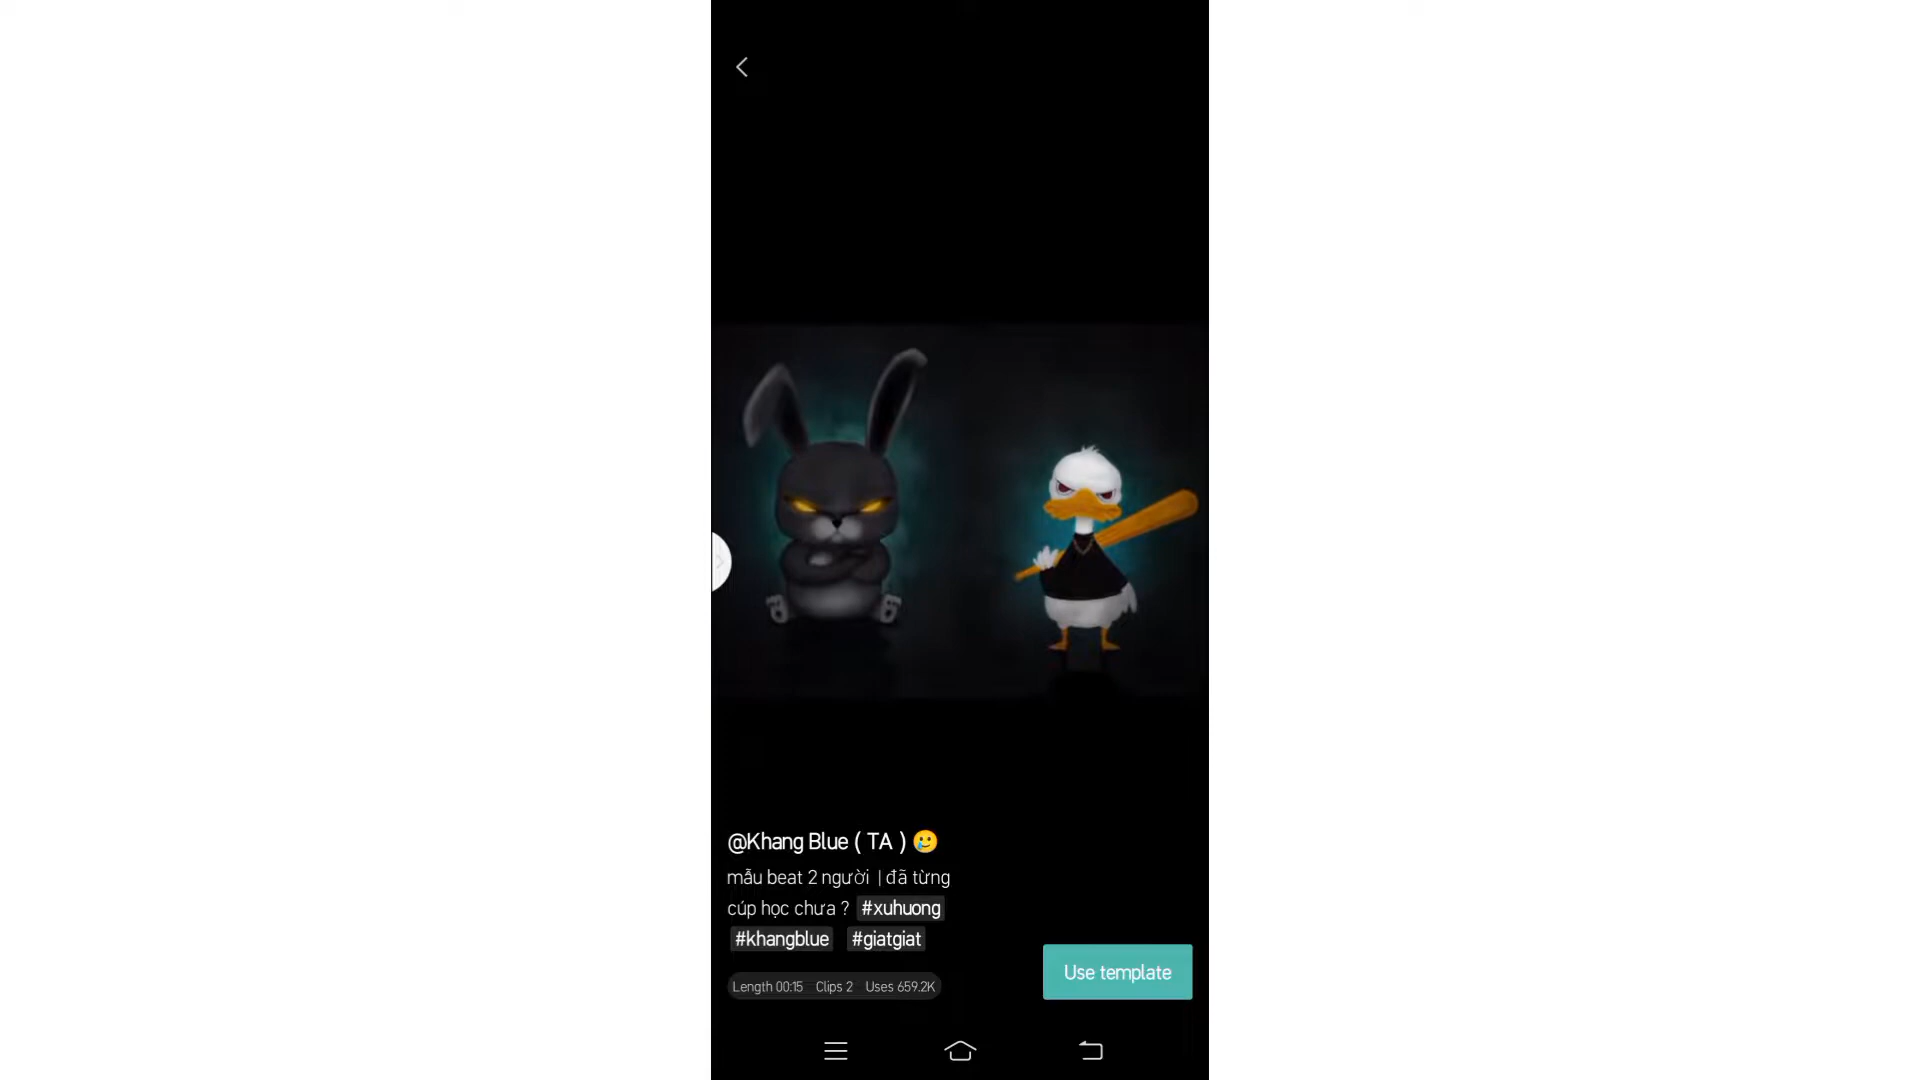 @Khang Blue ( TA ) 🥲
mẫu beat 2 người | đã từng
cúp học chưa ? #xuhuong
#khangblue #giatgiat
Length 00:15 Clips 2 Uses 659.2K
Use template